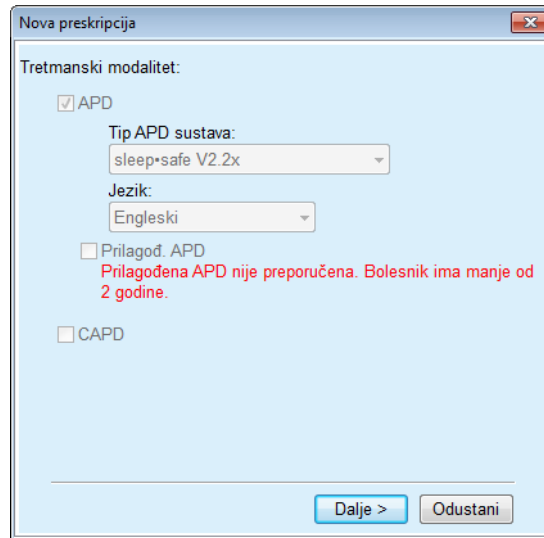 Nova preskripcija
Tretmanski modalitet:
APD
Tip APD sustava:
sleep•safe V2.2x
Jezik:
Engleski
Prilagođ. APD
Prilagođena APD nije preporučena. Bolesnik ima manje od
2 godine.
CAPD
Dalje >
Odustani